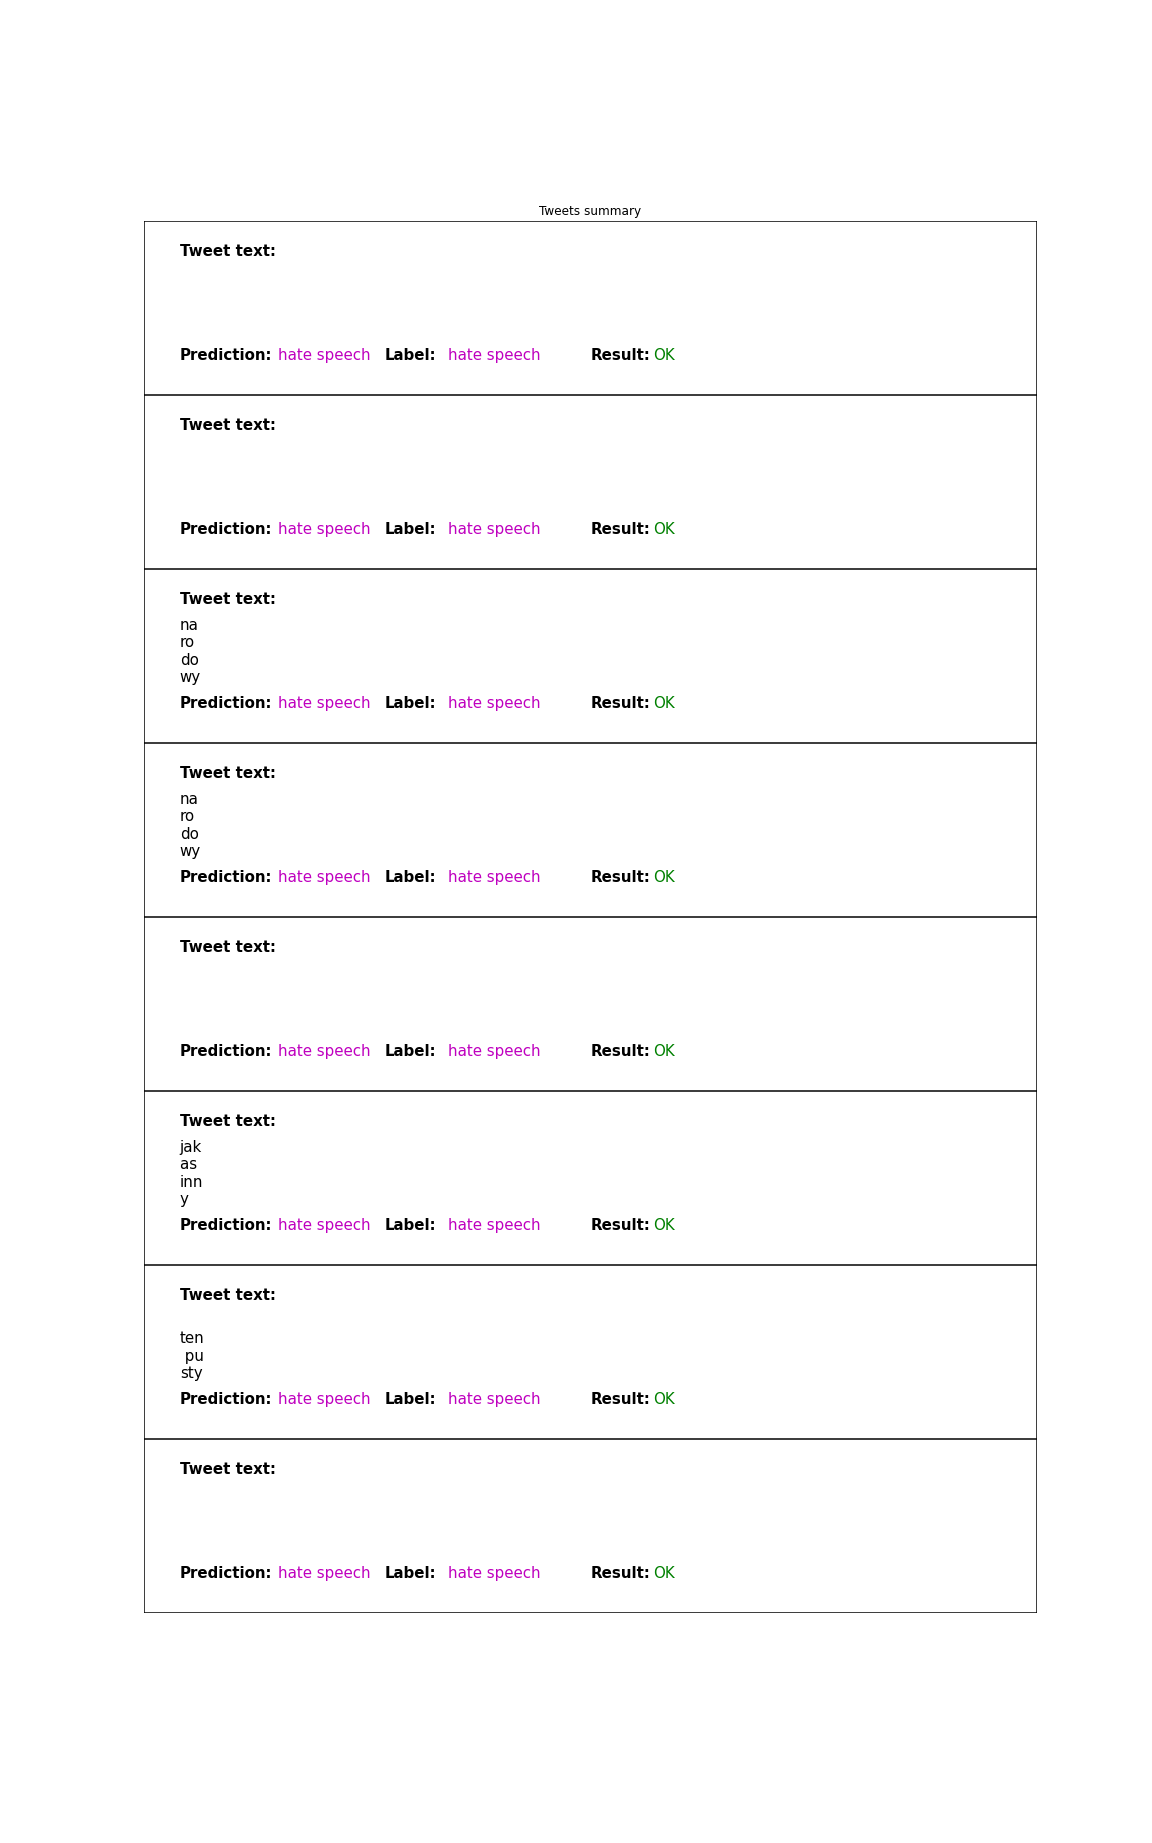 Tweets summary
Tweet text:
Prediction: hate speech Label: hate speech Result: OK
Tweet text:
Prediction: hate speech Label: hate speech Result: OK
Tweet text:
na
ro
do
wy
Prediction: hate speech Label: hate speech Result: OK
Tweet text:
na
ro
do
wy
Prediction: hate speech Label: hate speech Result: OK
Tweet text:
Prediction: hate speech Label: hate speech Result: OK
Tweet text:
jak
as
inn
y
Prediction: hate speech Label: hate speech Result: OK
Tweet text:
ten
pu
sty
Prediction: hate speech Label: hate speech Result: OK
Tweet text:
Prediction: hate speech Label: hate speech Result: OK